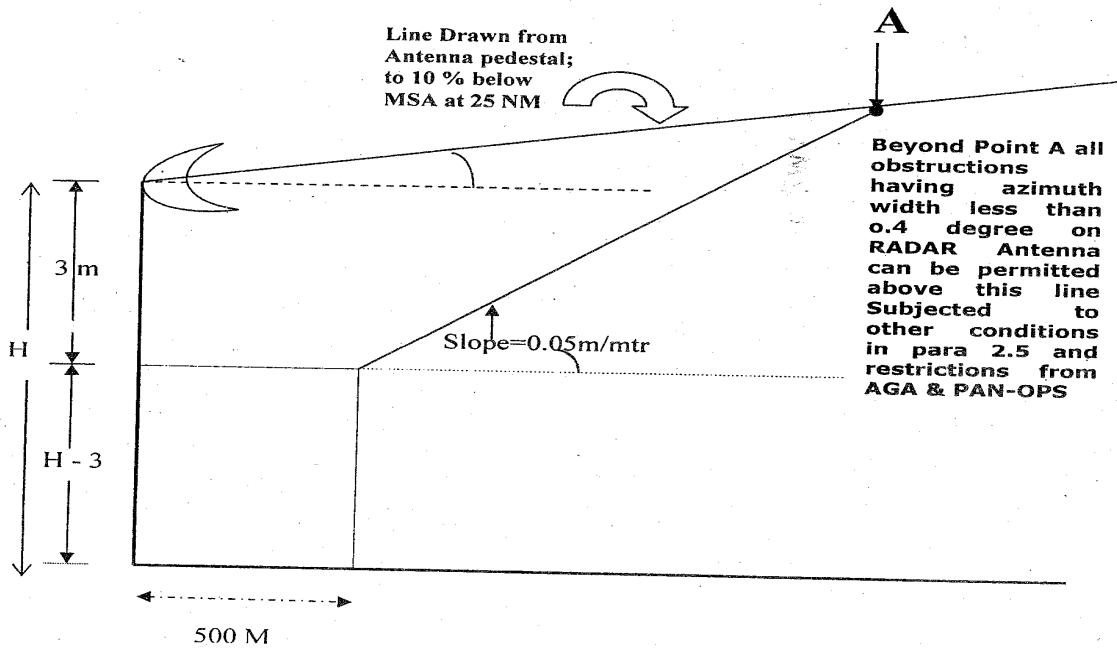 A
Line Drawn from
Antenna pedestal;
to 10 % below
MSA at 25 NM
Beyond Point A all
obstructions
having azimuth
width less than
o.4 degree on
RADAR Antenna
can be permitted
above this line
Subjected to
other conditions
in para 2.5 and
restrictions from
AGA & PAN-OPS
3 m
H
Slope=0.05m/mtr
H - 3
500 M